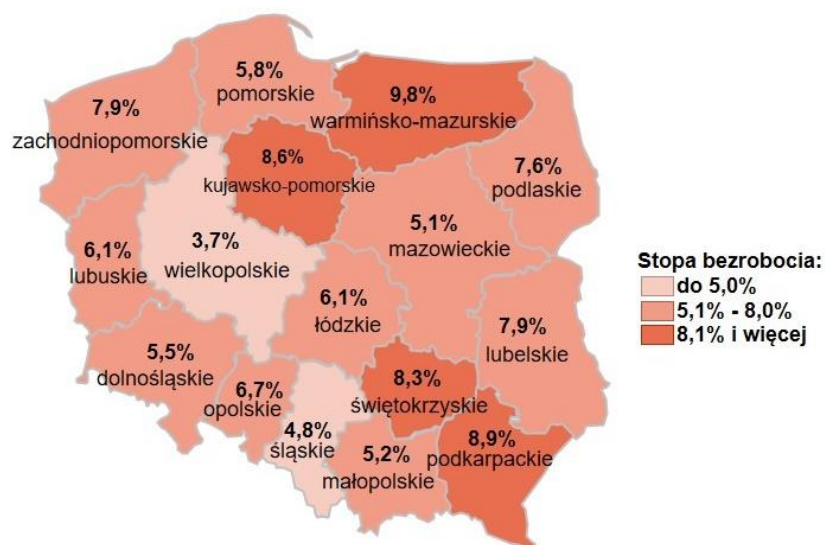 5,8%
pomorskie
9,8%
warmińsko-mazurskie
7,9%
zachodniopomorskie
8,6%
kujawsko-pomorskie
7,6%
podlaskie
5,1%
mazowieckie
3,7%
wielkopolskie
6,1%
lubuskie
6,1%
łódzkie
7,9%
lubelskie
5,5%
dolnośląskie
6,7%
opolskie
8,3%
świętokrzyskie
4,8%
śląskie
5,2%
małopolskie
8,9%
podkarpackie
Stopa bezrobocia:
do 5,0%
5,1% - 8,0%
8,1% i więcej